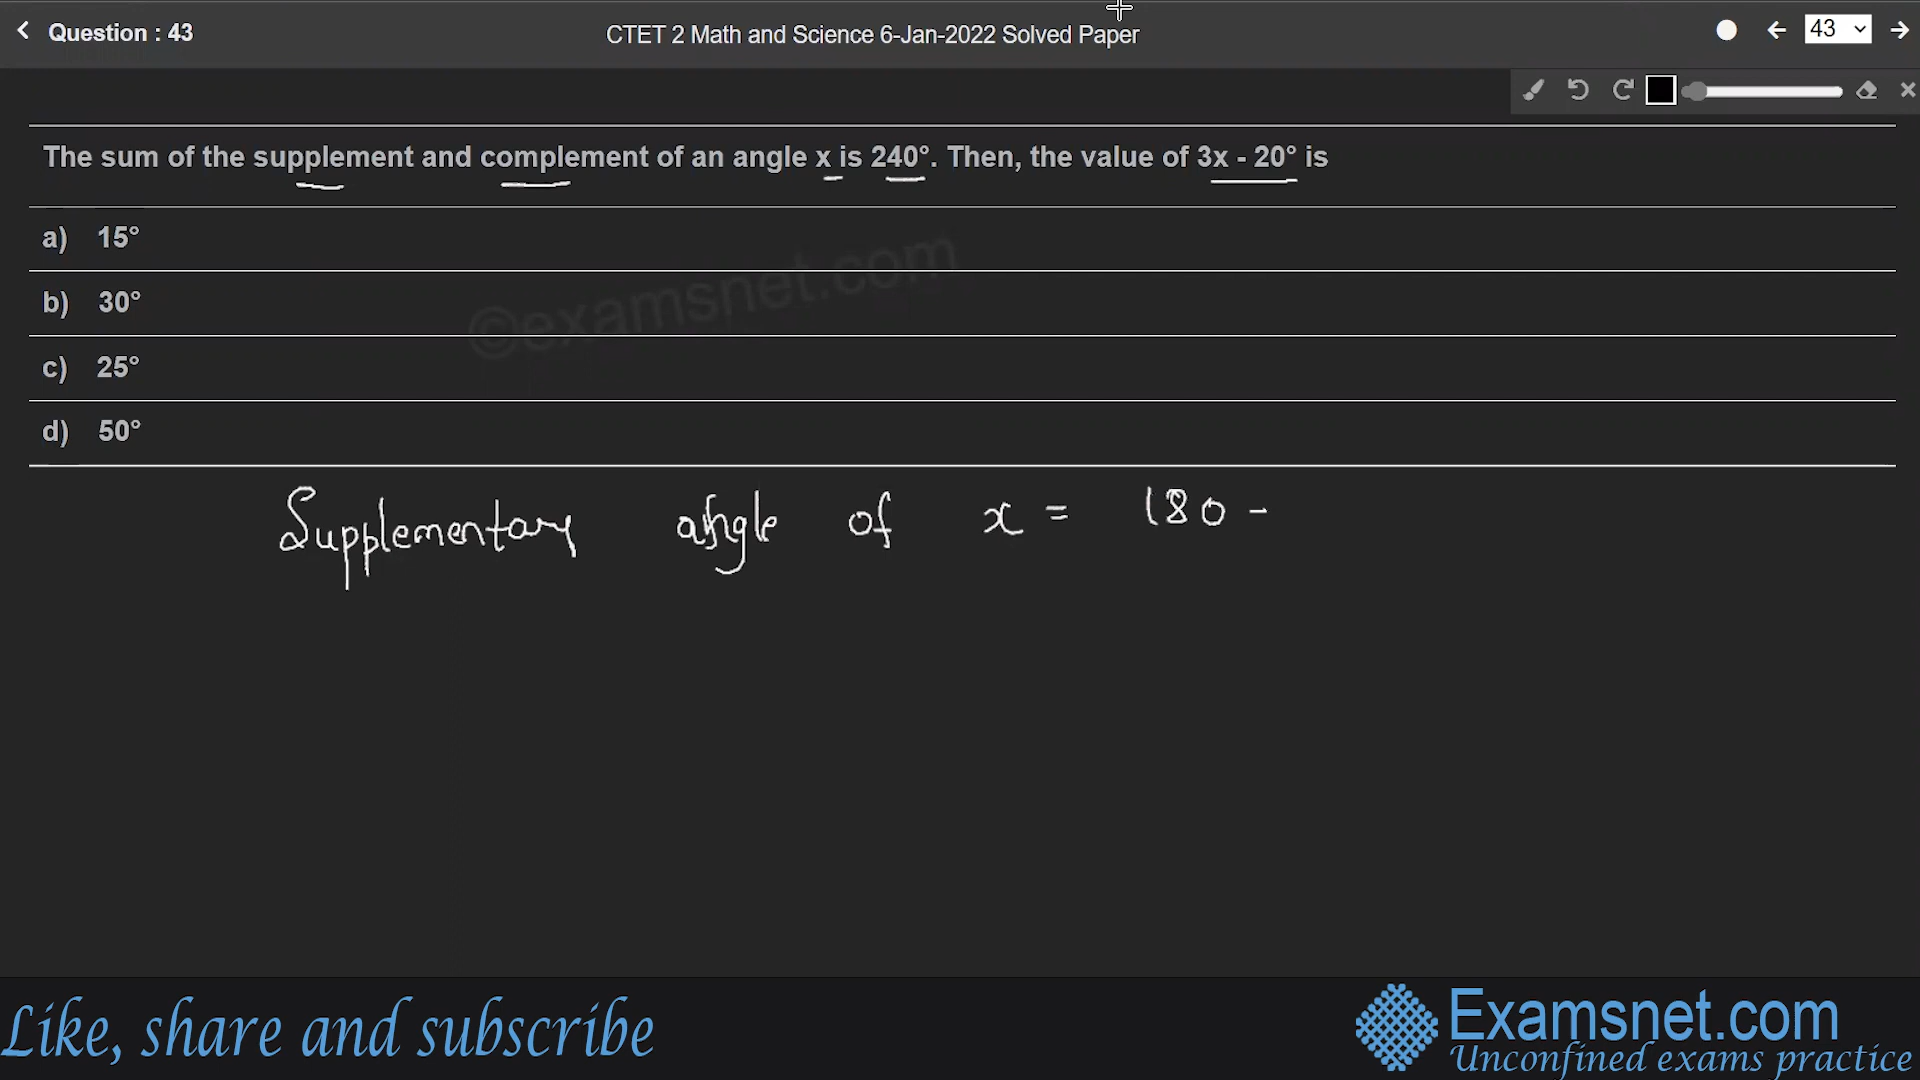 Question : 43
CTET 2 Math and Science 6-Jan-2022 Solved Paper
43
The sum of the supplement and complement of an angle x is 240°. Then, the value of 3x - 20° is
a) 15°
b) 30°
c) 25°
d) 50°
©examsnet.com
Supplementary angle of x = 180 -
Like, share and subscribe
Examsnet.com
Unconfined exams practice